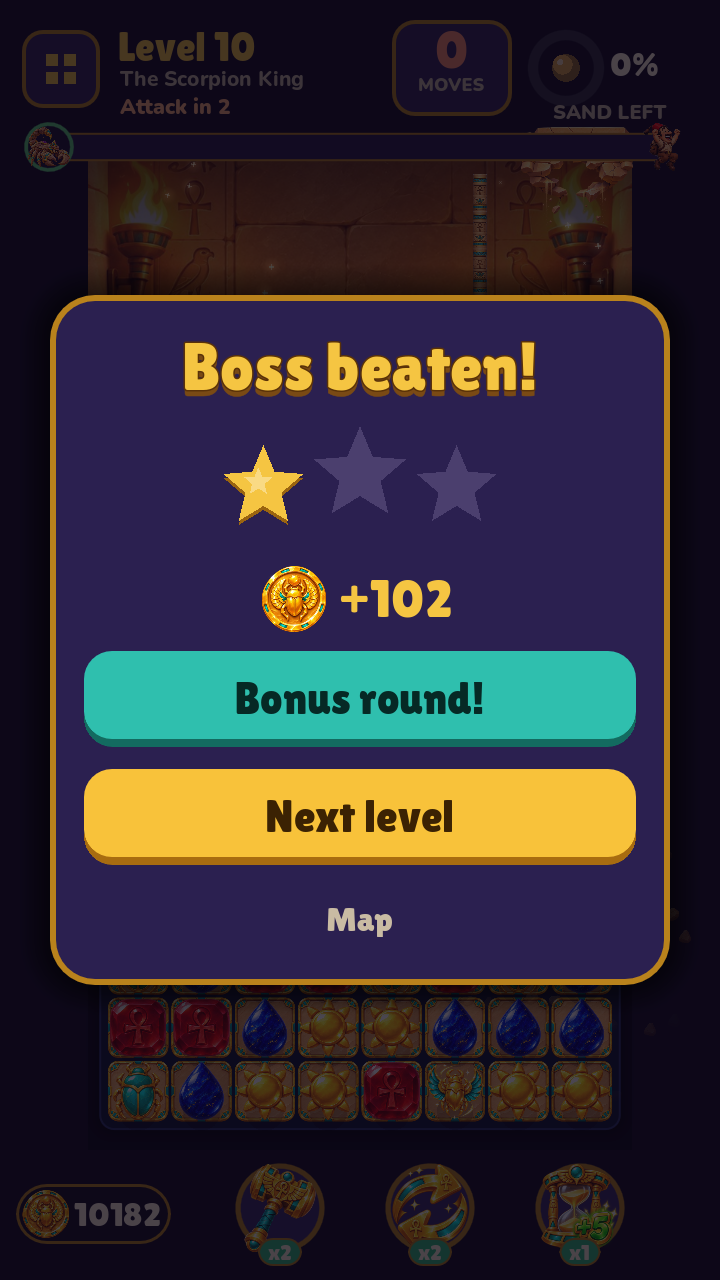 Level 10
The Scorpion King
Attack in 2
0
MOVES
0%
SAND LEFT
Boss beaten!
+102
Bonus round!
Next level
Map
10182
x2
x2
+5
x1